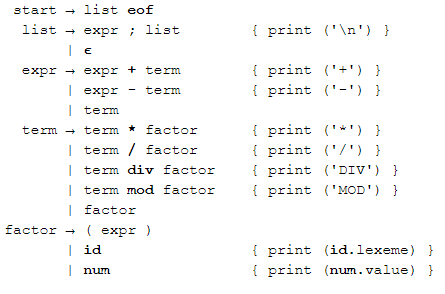 start → list eof
list → expr ; list { print ('\n') }
| ϵ
expr → expr + term { print ('+') }
| expr - term { print ('-') }
| term
term → term * factor { print ('*') }
| term / factor { print ('/') }
| term div factor { print ('DIV') }
| term mod factor { print ('MOD') }
| factor
factor → ( expr )
| id { print (id.lexeme) }
| num { print (num.value) }